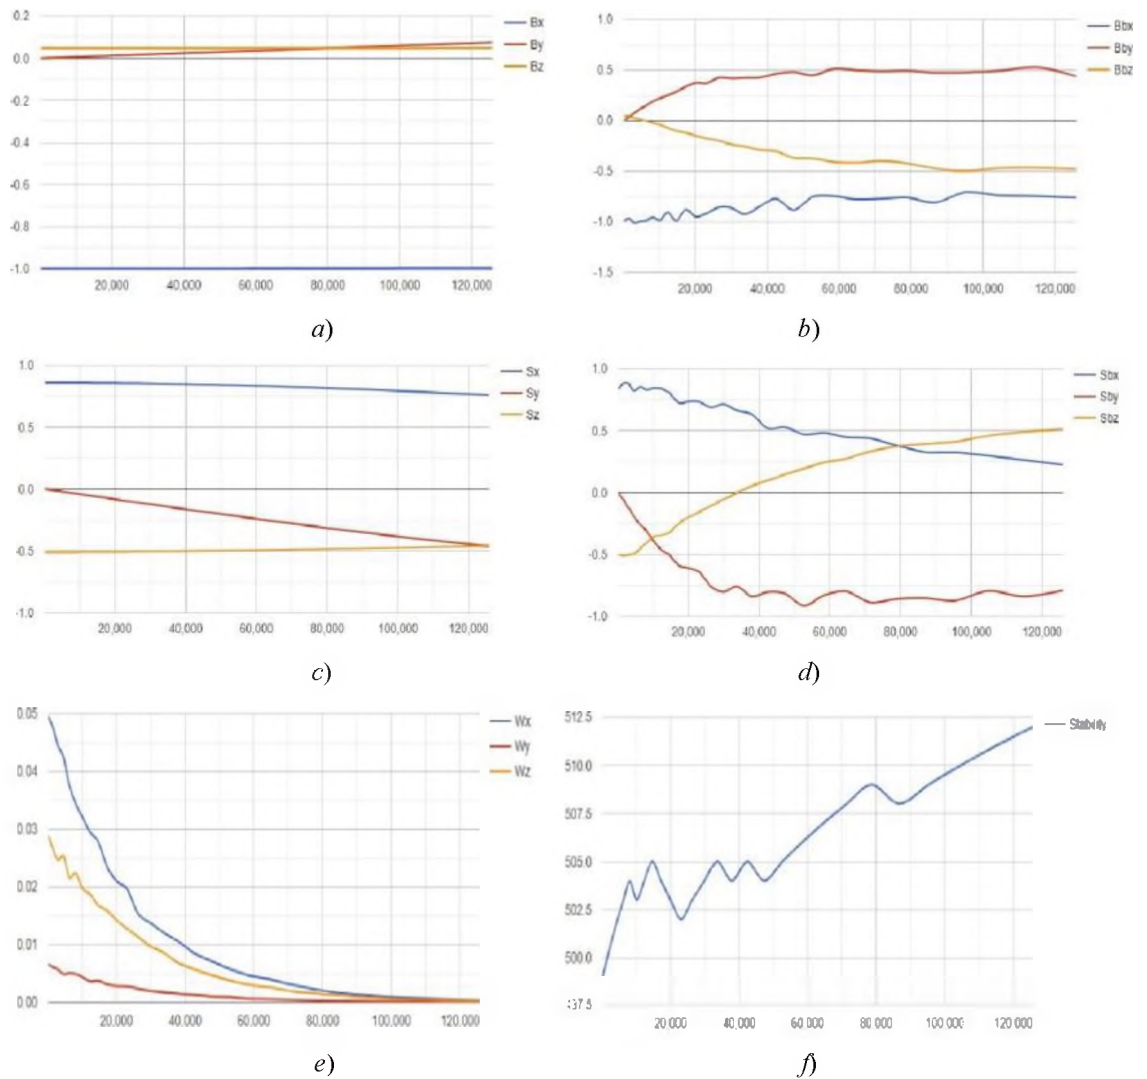 0.2
0.0
-0.2
-0.4
-0.6
-0.8
-1.0
20,000 40,000 60,000 80,000 100,000 120,000
Bx
By
Bz
a)
1.0
0.5
0.0
-0.5
-1.0
-1.5
20,000 40,000 60,000 80,000 100,000 120,000
Bbx
Bby
Bbz
b)
1.0
0.5
0.0
-0.5
-1.0
20,000 40,000 60,000 80,000 100,000 120,000
Sx
Sy
Sz
c)
1.0
0.5
0.0
-0.5
-1.0
20,000 40,000 60,000 80,000 100,000 120,000
Sbx
Sby
Sbz
d)
0.05
0.04
0.03
0.02
0.01
0.00
20,000 40,000 60,000 80,000 100,000 120,000
Wx
Wy
Wz
e)
512.5
510.0
507.5
505.0
502.5
500.0
20 000 40,000 60,000 80 000 100 000 120 000
Stability
f)